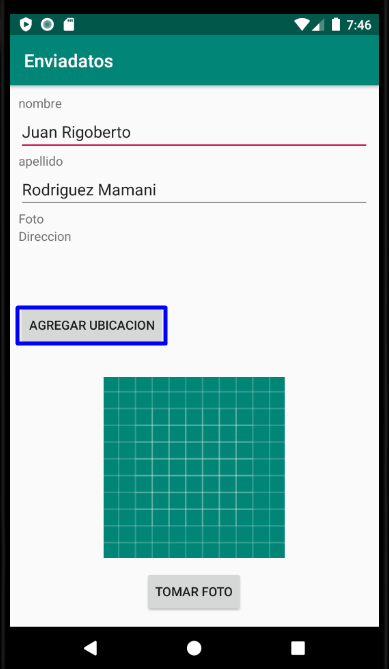 7:46
Enviadatos
nombre
Juan Rigoberto
apellido
Rodriguez Mamani
Foto
Direccion
AGREGAR UBICACION
TOMAR FOTO